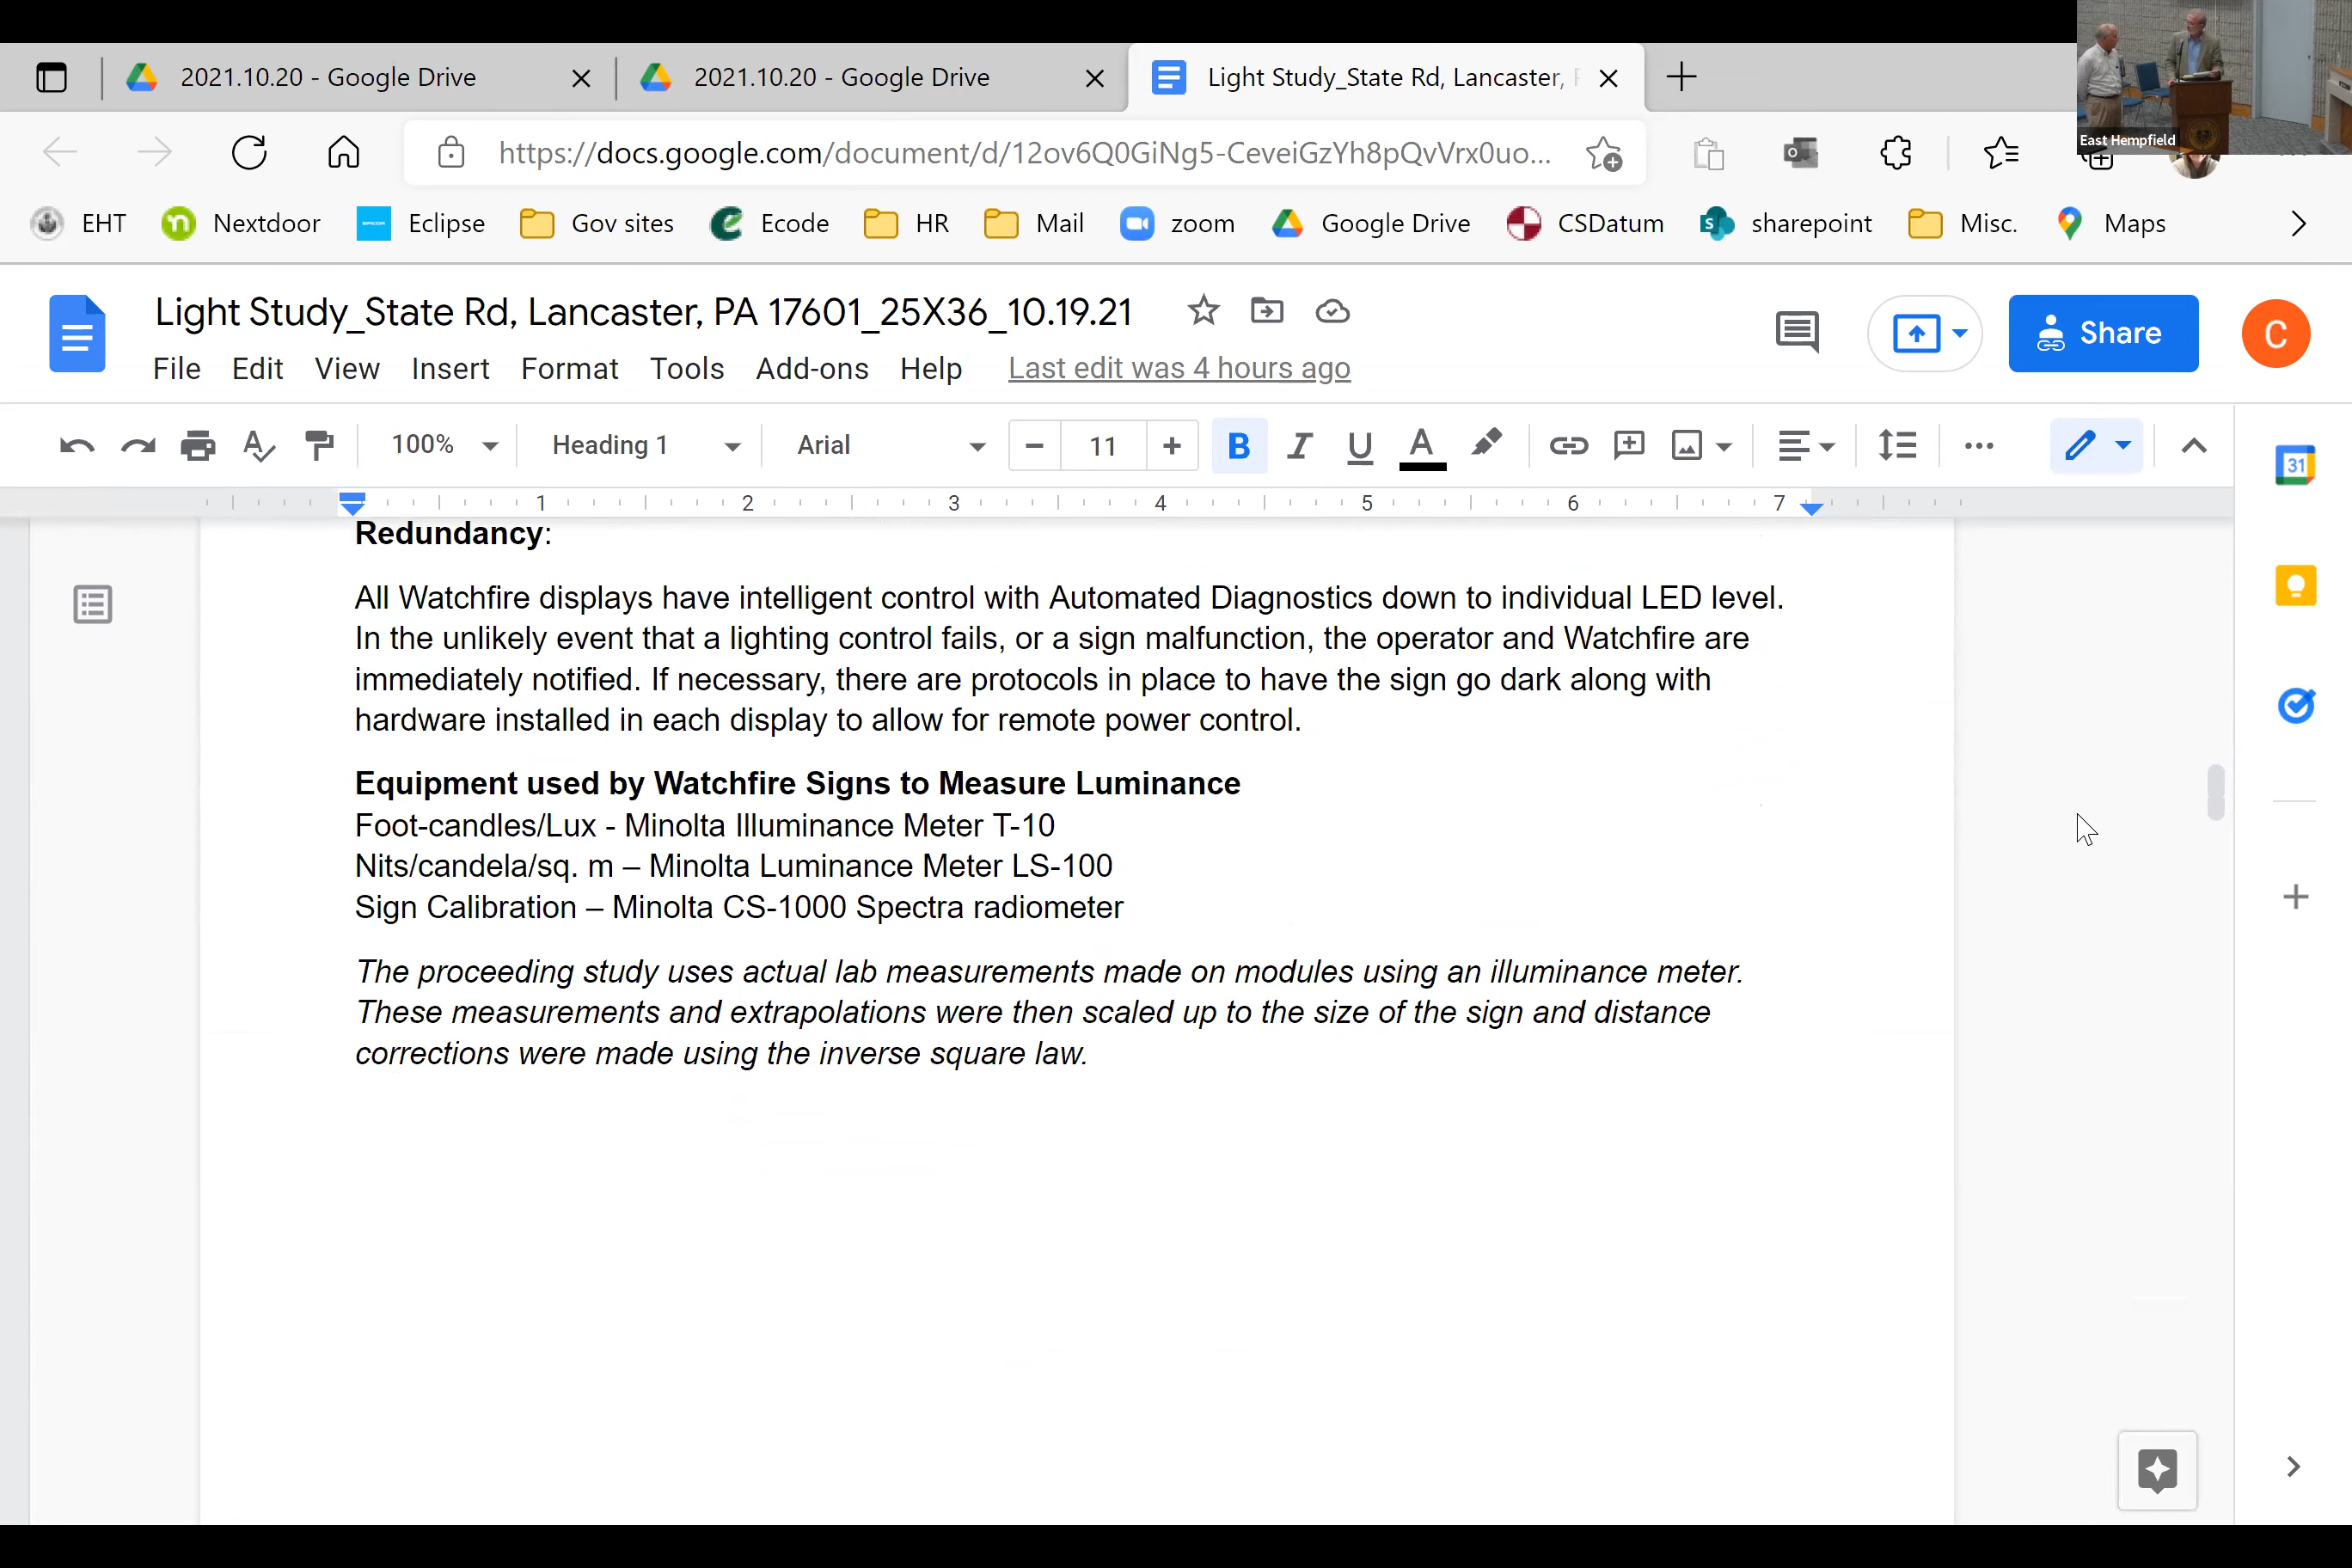 2021.10.20 - Google Drive
2021.10.20 - Google Drive
Light Study_State Rd, Lancaster,
East Hempfield
https://docs.google.com/document/d/12ov6Q0GiNg5-CeveiGzYh8pQvVrx0uo...
EHT
Nextdoor
Eclipse
Gov sites
Ecode
HR
Mail
zoom
Google Drive
CSDatum
sharepoint
Misc.
Maps
Light Study_State Rd, Lancaster, PA 17601_25X36_10.19.21
File Edit View Insert Format Tools Add-ons Help Last edit was 4 hours ago
Share
C
100% Heading 1 Arial 11 B I U A
31
1 2 3 4 5 6 7
Redundancy:
All Watchfire displays have intelligent control with Automated Diagnostics down to individual LED level.
In the unlikely event that a lighting control fails, or a sign malfunction, the operator and Watchfire are
immediately notified. If necessary, there are protocols in place to have the sign go dark along with
hardware installed in each display to allow for remote power control.
Equipment used by Watchfire Signs to Measure Luminance
Foot-candles/Lux - Minolta Illuminance Meter T-10
Nits/candela/sq. m – Minolta Luminance Meter LS-100
Sign Calibration – Minolta CS-1000 Spectra radiometer
The proceeding study uses actual lab measurements made on modules using an illuminance meter.
These measurements and extrapolations were then scaled up to the size of the sign and distance
corrections were made using the inverse square law.